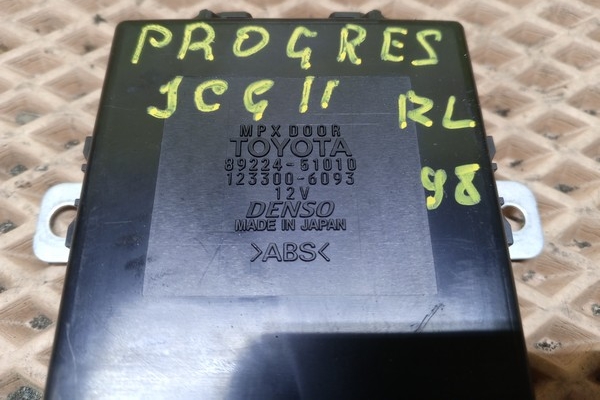 PROGRES
JCG11 RL
98
MPX DOOR
TOYOTA
89224-51010
123300-6093
12V
DENSO
MADE IN JAPAN
>ABS<